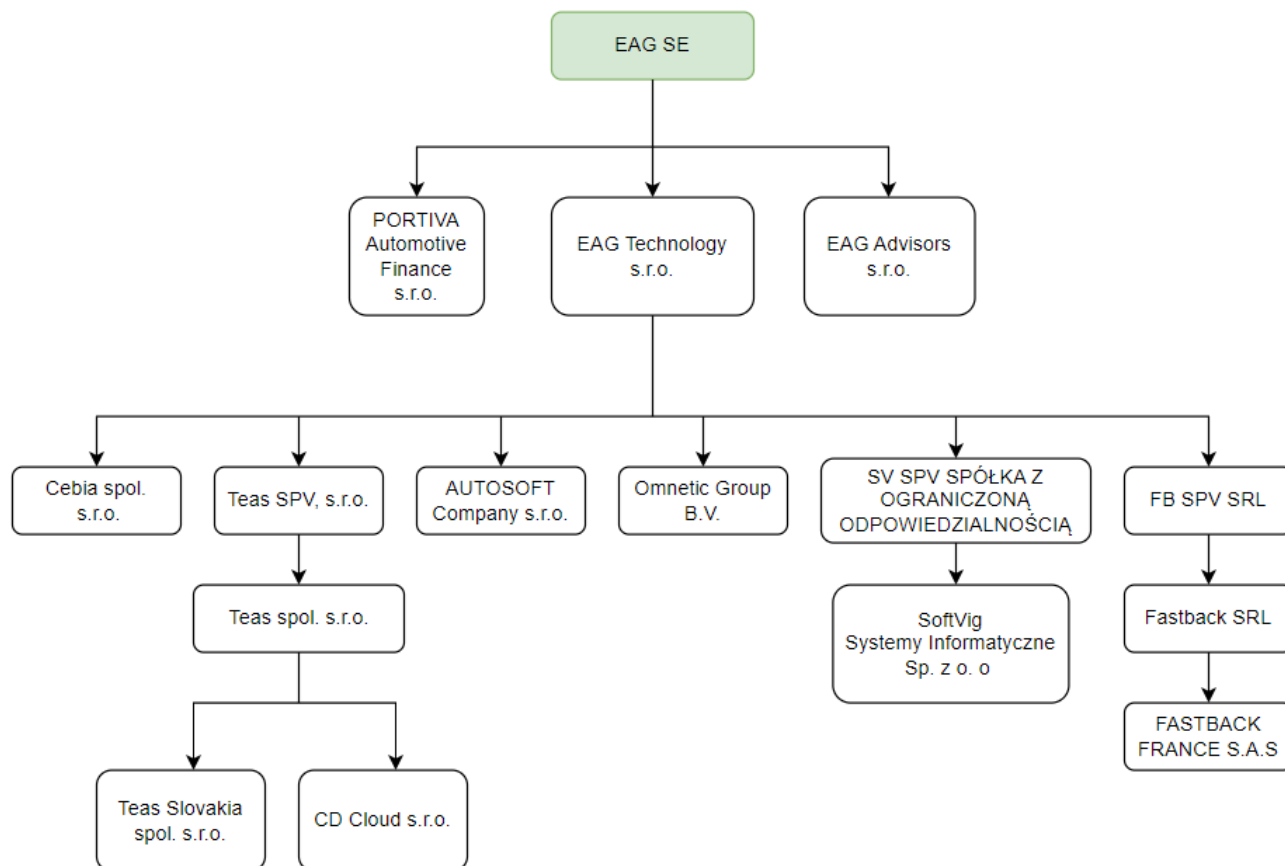 EAG SE
PORTIVA
Automotive
Finance
s.r.o.
EAG Technology
s.r.o.
EAG Advisors
s.r.o.
Cebia spol.
s.r.o.
Teas SPV, s.r.o.
AUTOSOFT
Company s.r.o.
Omnetic Group
B.V.
SV SPV SPÓŁKA Z
OGRANICZONĄ
ODPOWIEDZIALNOŚCIĄ
FB SPV SRL
Teas spol. s.r.o.
SoftVig
Systemy Informatyczne
Sp. z o. o
Fastback SRL
FASTBACK
FRANCE S.A.S
Teas Slovakia
spol. s.r.o.
CD Cloud s.r.o.